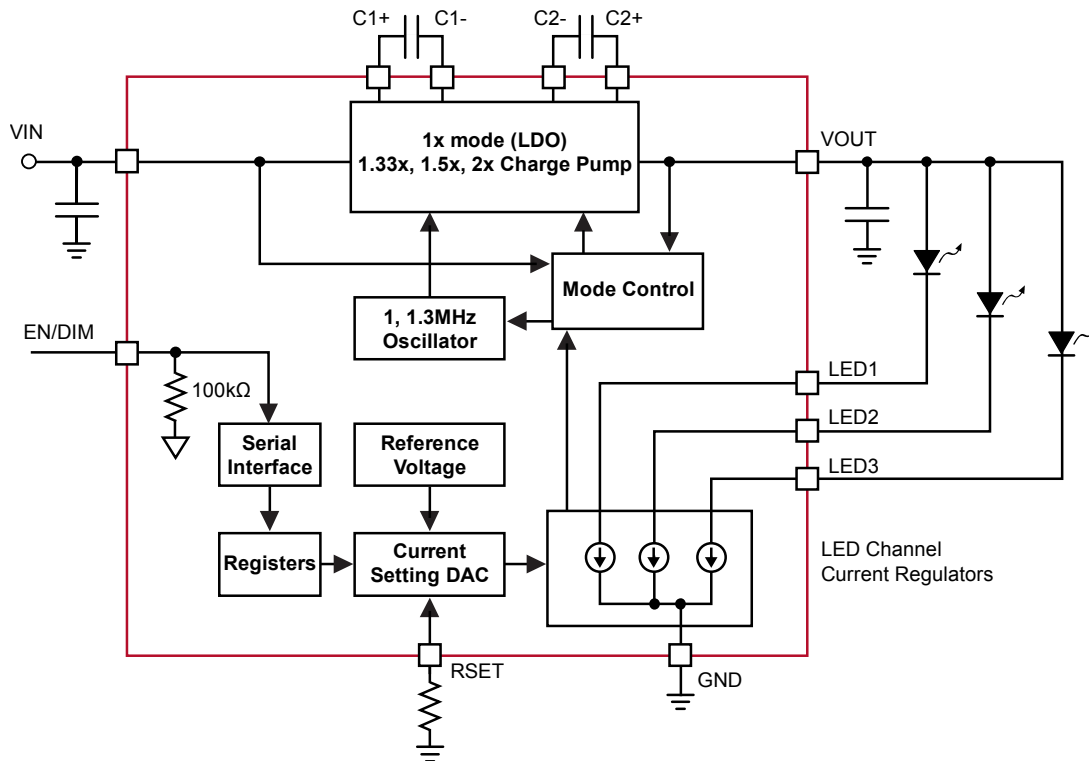 C1+
C1-
C2-
C2+
VIN
1x mode (LDO)
1.33x, 1.5x, 2x Charge Pump
VOUT
Mode Control
1, 1.3MHz
Oscillator
EN/DIM
100kΩ
LED1
LED2
LED3
Serial
Interface
Reference
Voltage
Registers
Current
Setting DAC
LED Channel
Current Regulators
RSET
GND